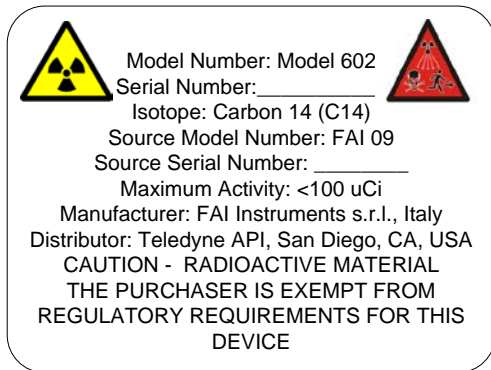 Model Number: Model 602
Serial Number:__________
Isotope: Carbon 14 (C14)
Source Model Number: FAI 09
Source Serial Number: ________
Maximum Activity: <100 uCi
Manufacturer: FAI Instruments s.r.l., Italy
Distributor: Teledyne API, San Diego, CA, USA
CAUTION - RADIOACTIVE MATERIAL
THE PURCHASER IS EXEMPT FROM
REGULATORY REQUIREMENTS FOR THIS
DEVICE